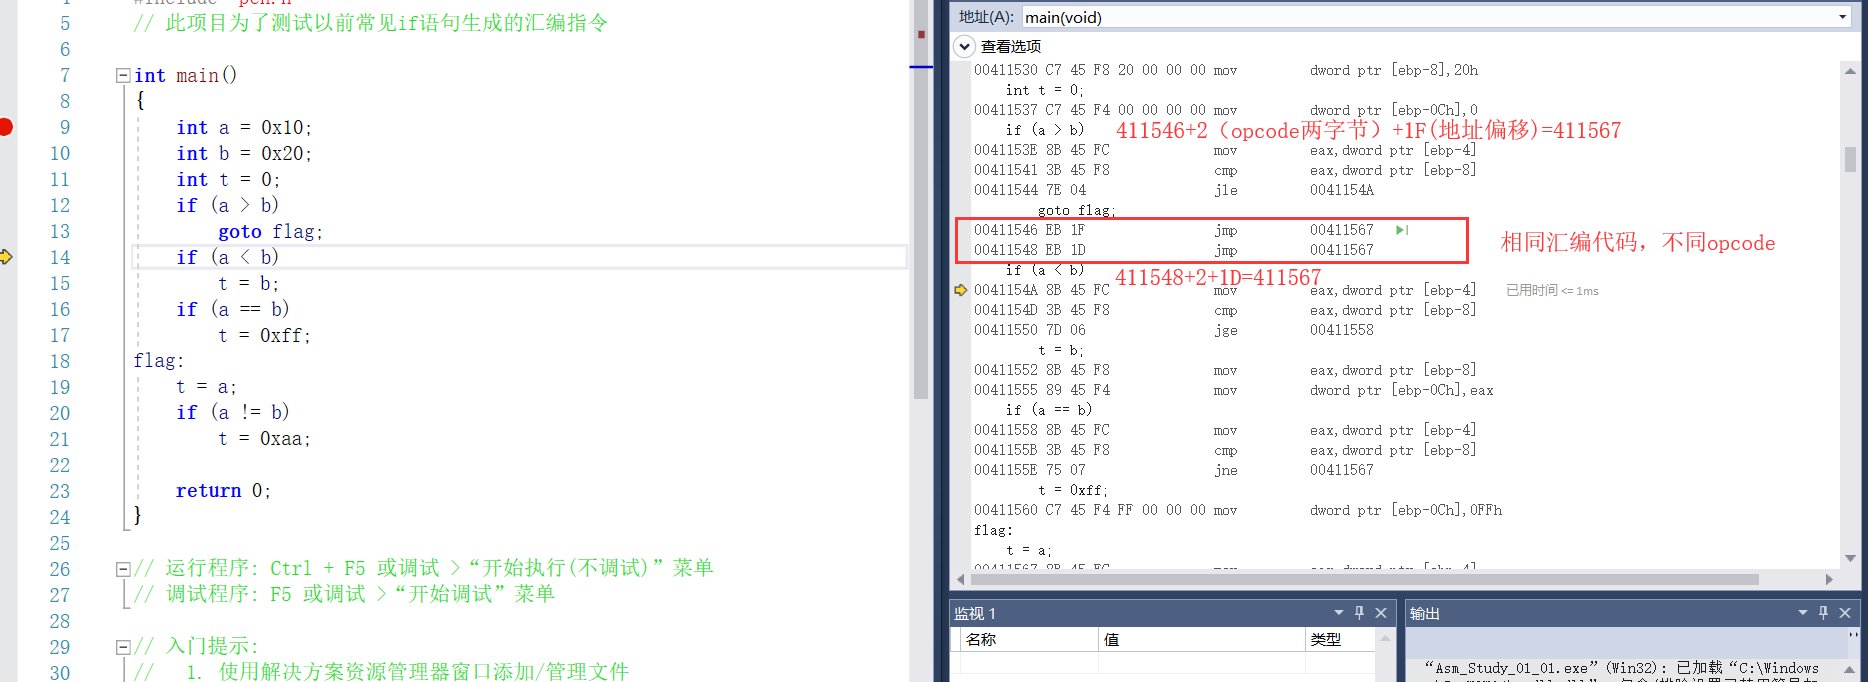 4
5 // 此项目为了测试以前常见if语句生成的汇编指令
6
7 int main()
8 {
9 int a = 0x10;
10 int b = 0x20;
11 int t = 0;
12 if (a > b)
13 goto flag;
14 if (a < b)
15 t = b;
16 if (a == b)
17 t = 0xff;
18 flag:
19 t = a;
20 if (a != b)
21 t = 0xaa;
22
23 return 0;
24 }
25
26 // 运行程序: Ctrl + F5 或调试 >“开始执行(不调试)”菜单
27 // 调试程序: F5 或调试 >“开始调试”菜单
28
29 // 入门提示:
30 // 1. 使用解决方案资源管理器窗口添加/管理文件
地址(A): main(void)
查看选项
00411530 C7 45 F8 20 00 00 00 mov dword ptr [ebp-8],20h
int t = 0;
00411537 C7 45 F4 00 00 00 00 mov dword ptr [ebp-0Ch],0
if (a > b) 411546+2（opcode两字节）+1F(地址偏移)=411567
0041153E 8B 45 FC mov eax,dword ptr [ebp-4]
00411541 3B 45 F8 cmp eax,dword ptr [ebp-8]
00411544 7E 04 jle 0041154A
goto flag;
00411546 EB 1F jmp 00411567
00411548 EB 1D jmp 00411567
相同汇编代码，不同opcode
if (a < b) 411548+2+1D=411567
0041154A 8B 45 FC mov eax,dword ptr [ebp-4] 已用时间 <= 1ms
0041154D 3B 45 F8 cmp eax,dword ptr [ebp-8]
00411550 7D 06 jge 00411558
t = b;
00411552 8B 45 F8 mov eax,dword ptr [ebp-8]
00411555 89 45 F4 mov dword ptr [ebp-0Ch],eax
if (a == b)
00411558 8B 45 FC mov eax,dword ptr [ebp-4]
0041155B 3B 45 F8 cmp eax,dword ptr [ebp-8]
0041155E 75 07 jne 00411567
t = 0xff;
00411560 C7 45 F4 FF 00 00 00 mov dword ptr [ebp-0Ch],0FFh
flag:
t = a;
监视 1
名称 值 类型
输出
“Asm_Study_01_01.exe”(Win32): 已加载“C:\Windows